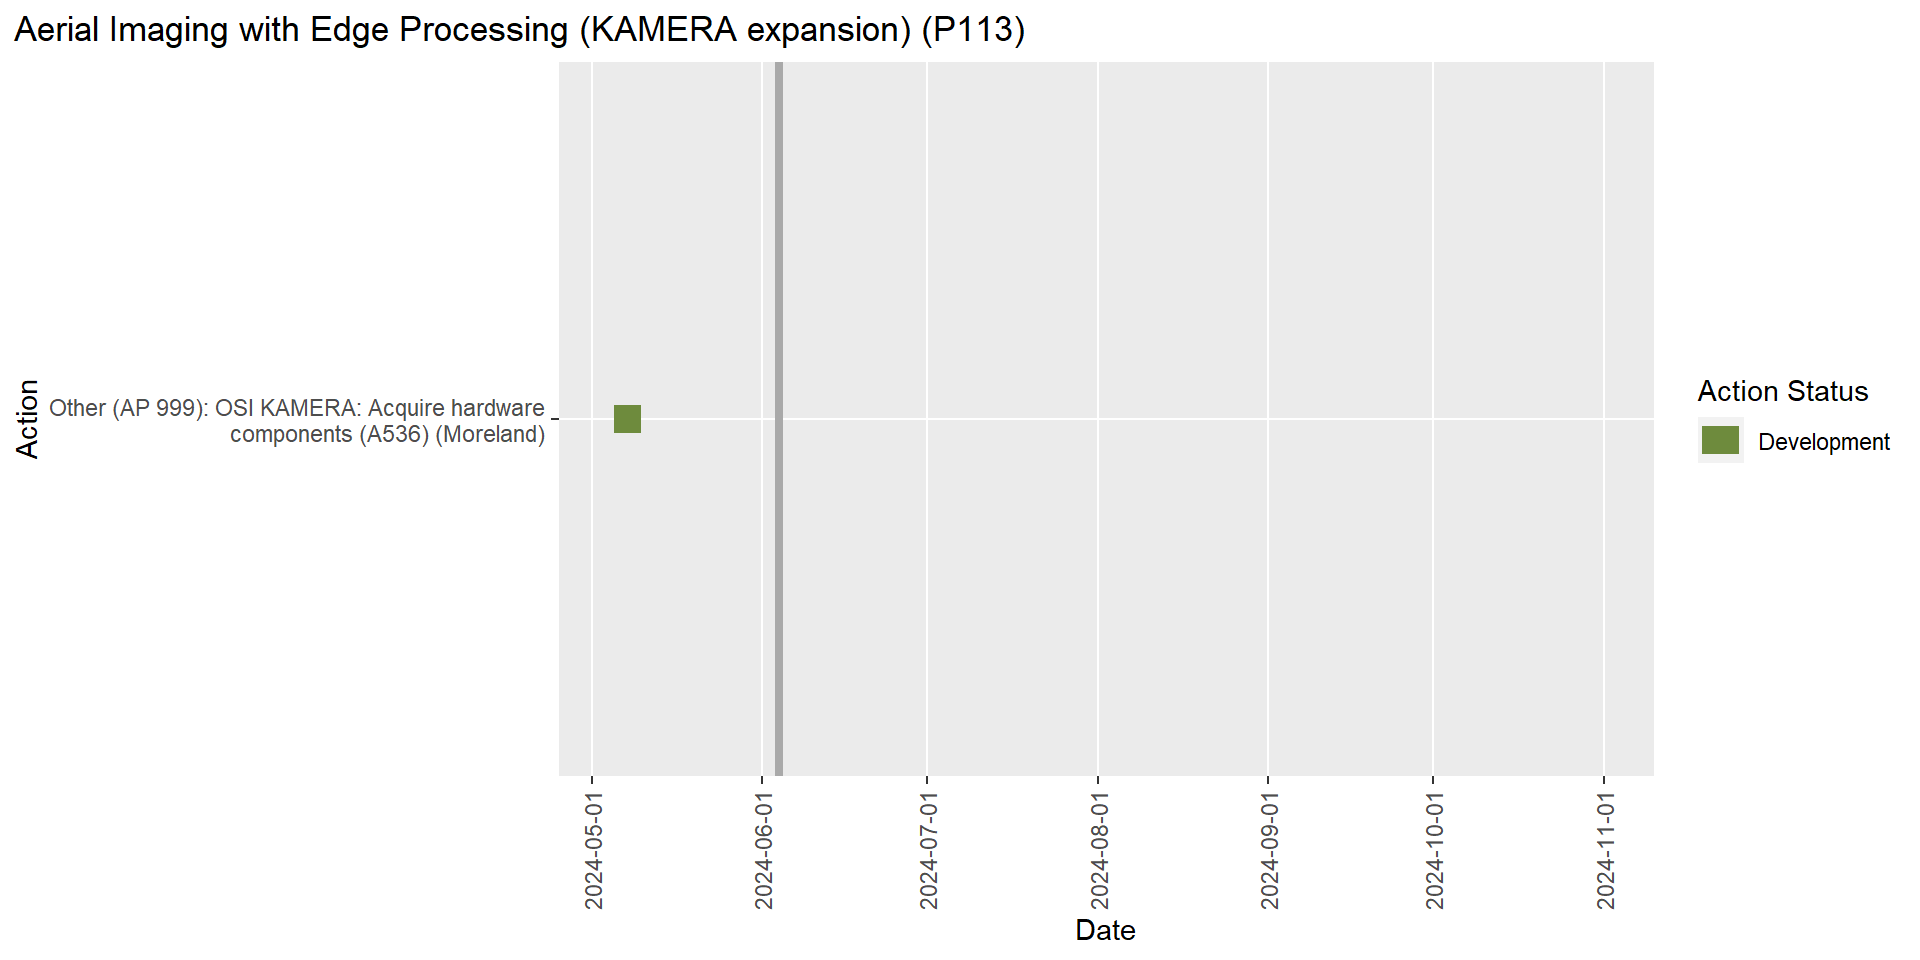 Aerial Imaging with Edge Processing (KAMERA expansion) (P113)
Action
Other (AP 999): OSI KAMERA: Acquire hardware
components (A536) (Moreland)
Action Status
Development
2024-05-01
2024-06-01
2024-07-01
2024-08-01
2024-09-01
2024-10-01
2024-11-01
Date